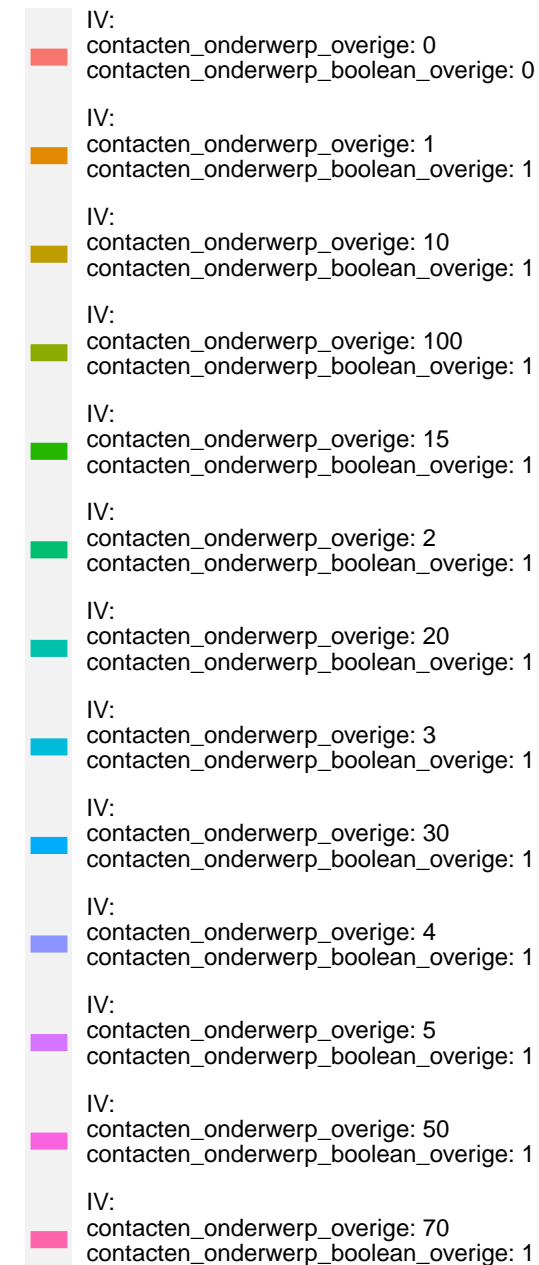 IV:
contacten_onderwerp_overige: 0
contacten_onderwerp_boolean_overige: 0
IV:
contacten_onderwerp_overige: 1
contacten_onderwerp_boolean_overige: 1
IV:
contacten_onderwerp_overige: 10
contacten_onderwerp_boolean_overige: 1
IV:
contacten_onderwerp_overige: 100
contacten_onderwerp_boolean_overige: 1
IV:
contacten_onderwerp_overige: 15
contacten_onderwerp_boolean_overige: 1
IV:
contacten_onderwerp_overige: 2
contacten_onderwerp_boolean_overige: 1
IV:
contacten_onderwerp_overige: 20
contacten_onderwerp_boolean_overige: 1
IV:
contacten_onderwerp_overige: 3
contacten_onderwerp_boolean_overige: 1
IV:
contacten_onderwerp_overige: 30
contacten_onderwerp_boolean_overige: 1
IV:
contacten_onderwerp_overige: 4
contacten_onderwerp_boolean_overige: 1
IV:
contacten_onderwerp_overige: 5
contacten_onderwerp_boolean_overige: 1
IV:
contacten_onderwerp_overige: 50
contacten_onderwerp_boolean_overige: 1
IV:
contacten_onderwerp_overige: 70
contacten_onderwerp_boolean_overige: 1